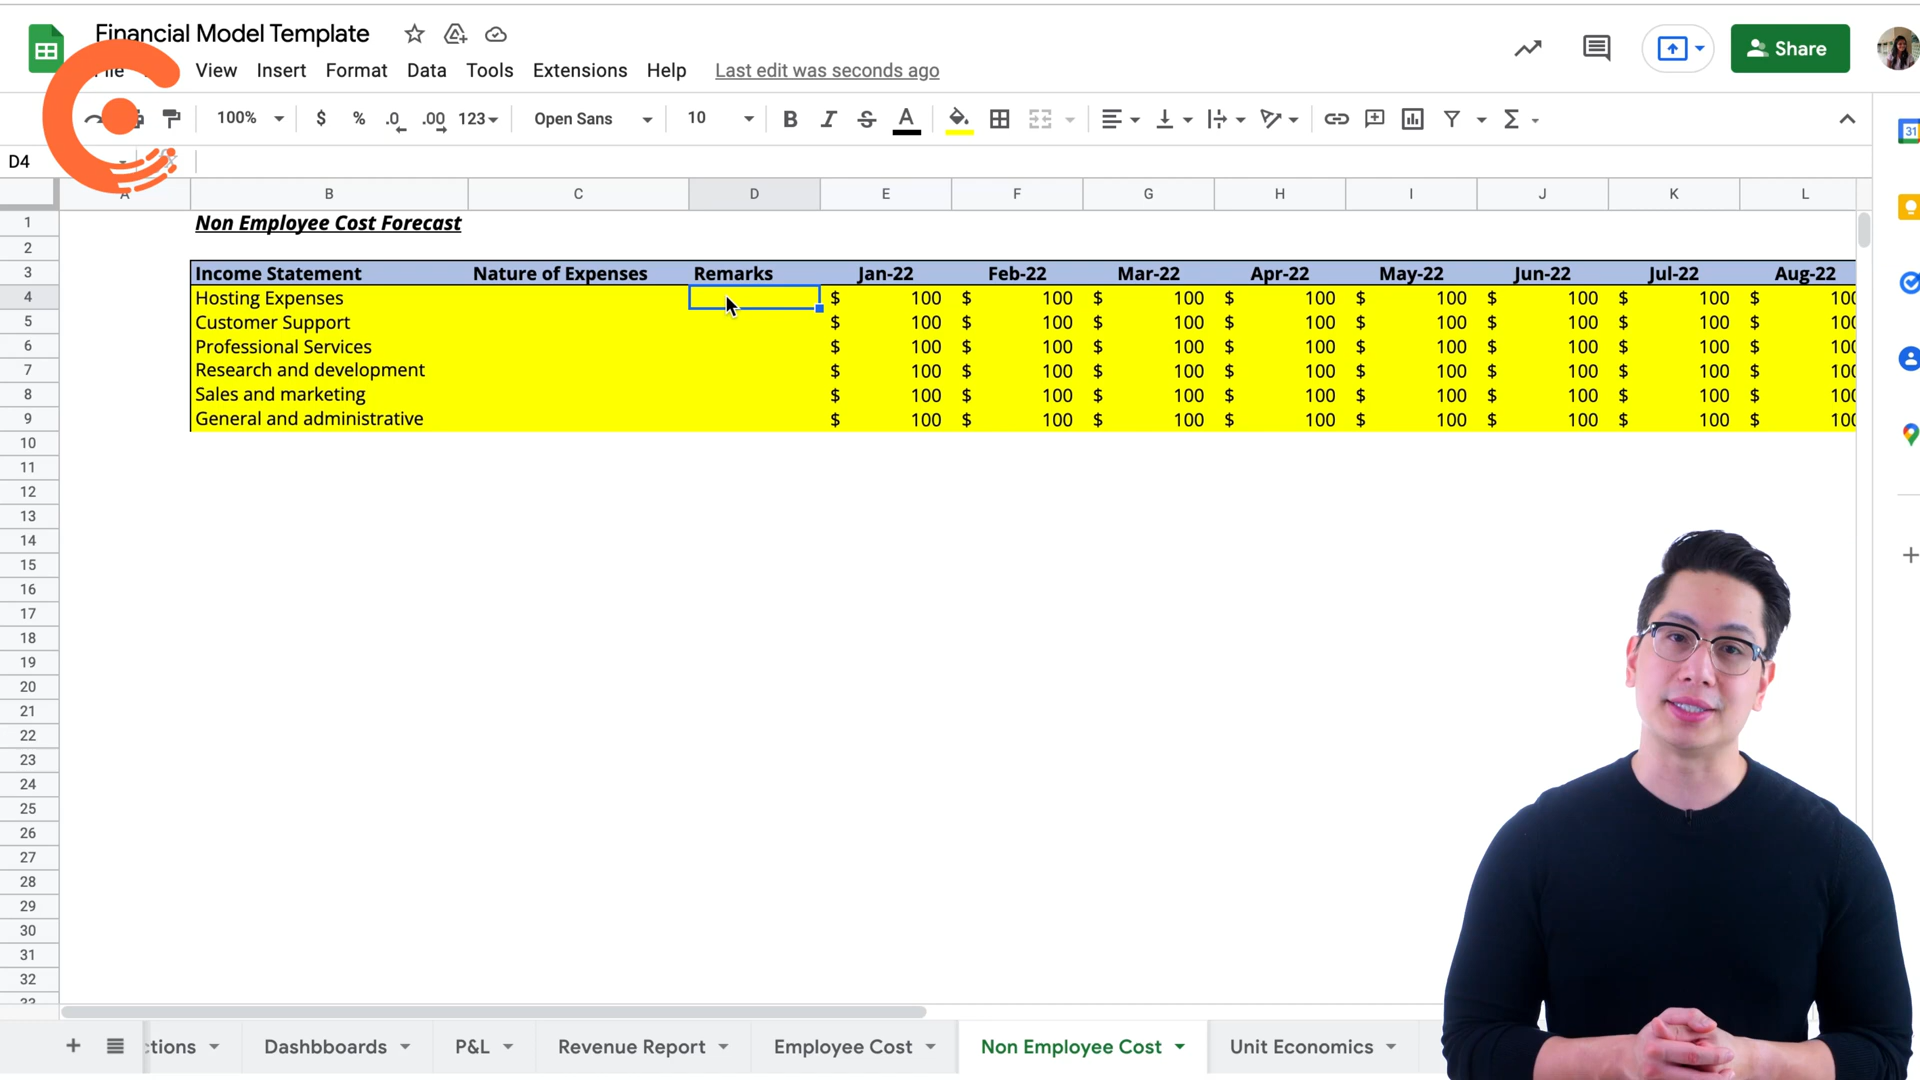 Financial Model Template
View Insert Format Data Tools Extensions Help Last edit was seconds ago
Share
100% $ % .0 .00 123 Open Sans 10 B I S A Σ
31
D4
B C D E F G H I J K L
1 Non Employee Cost Forecast
2
3 Income Statement Nature of Expenses Remarks Jan-22 Feb-22 Mar-22 Apr-22 May-22 Jun-22 Jul-22 Aug-22
4 Hosting Expenses $ 100 $ 100 $ 100 $ 100 $ 100 $ 100 $ 100 $ 100
5 Customer Support $ 100 $ 100 $ 100 $ 100 $ 100 $ 100 $ 100 $ 100
6 Professional Services $ 100 $ 100 $ 100 $ 100 $ 100 $ 100 $ 100 $ 100
7 Research and development $ 100 $ 100 $ 100 $ 100 $ 100 $ 100 $ 100 $ 100
8 Sales and marketing $ 100 $ 100 $ 100 $ 100 $ 100 $ 100 $ 100 $ 100
9 General and administrative $ 100 $ 100 $ 100 $ 100 $ 100 $ 100 $ 100 $ 100
10
11
12
13
14
15
16
17
18
19
20
21
22
23
24
25
26
27
28
29
30
31
32
ctions Dashbboards P&L Revenue Report Employee Cost Non Employee Cost Unit Economics